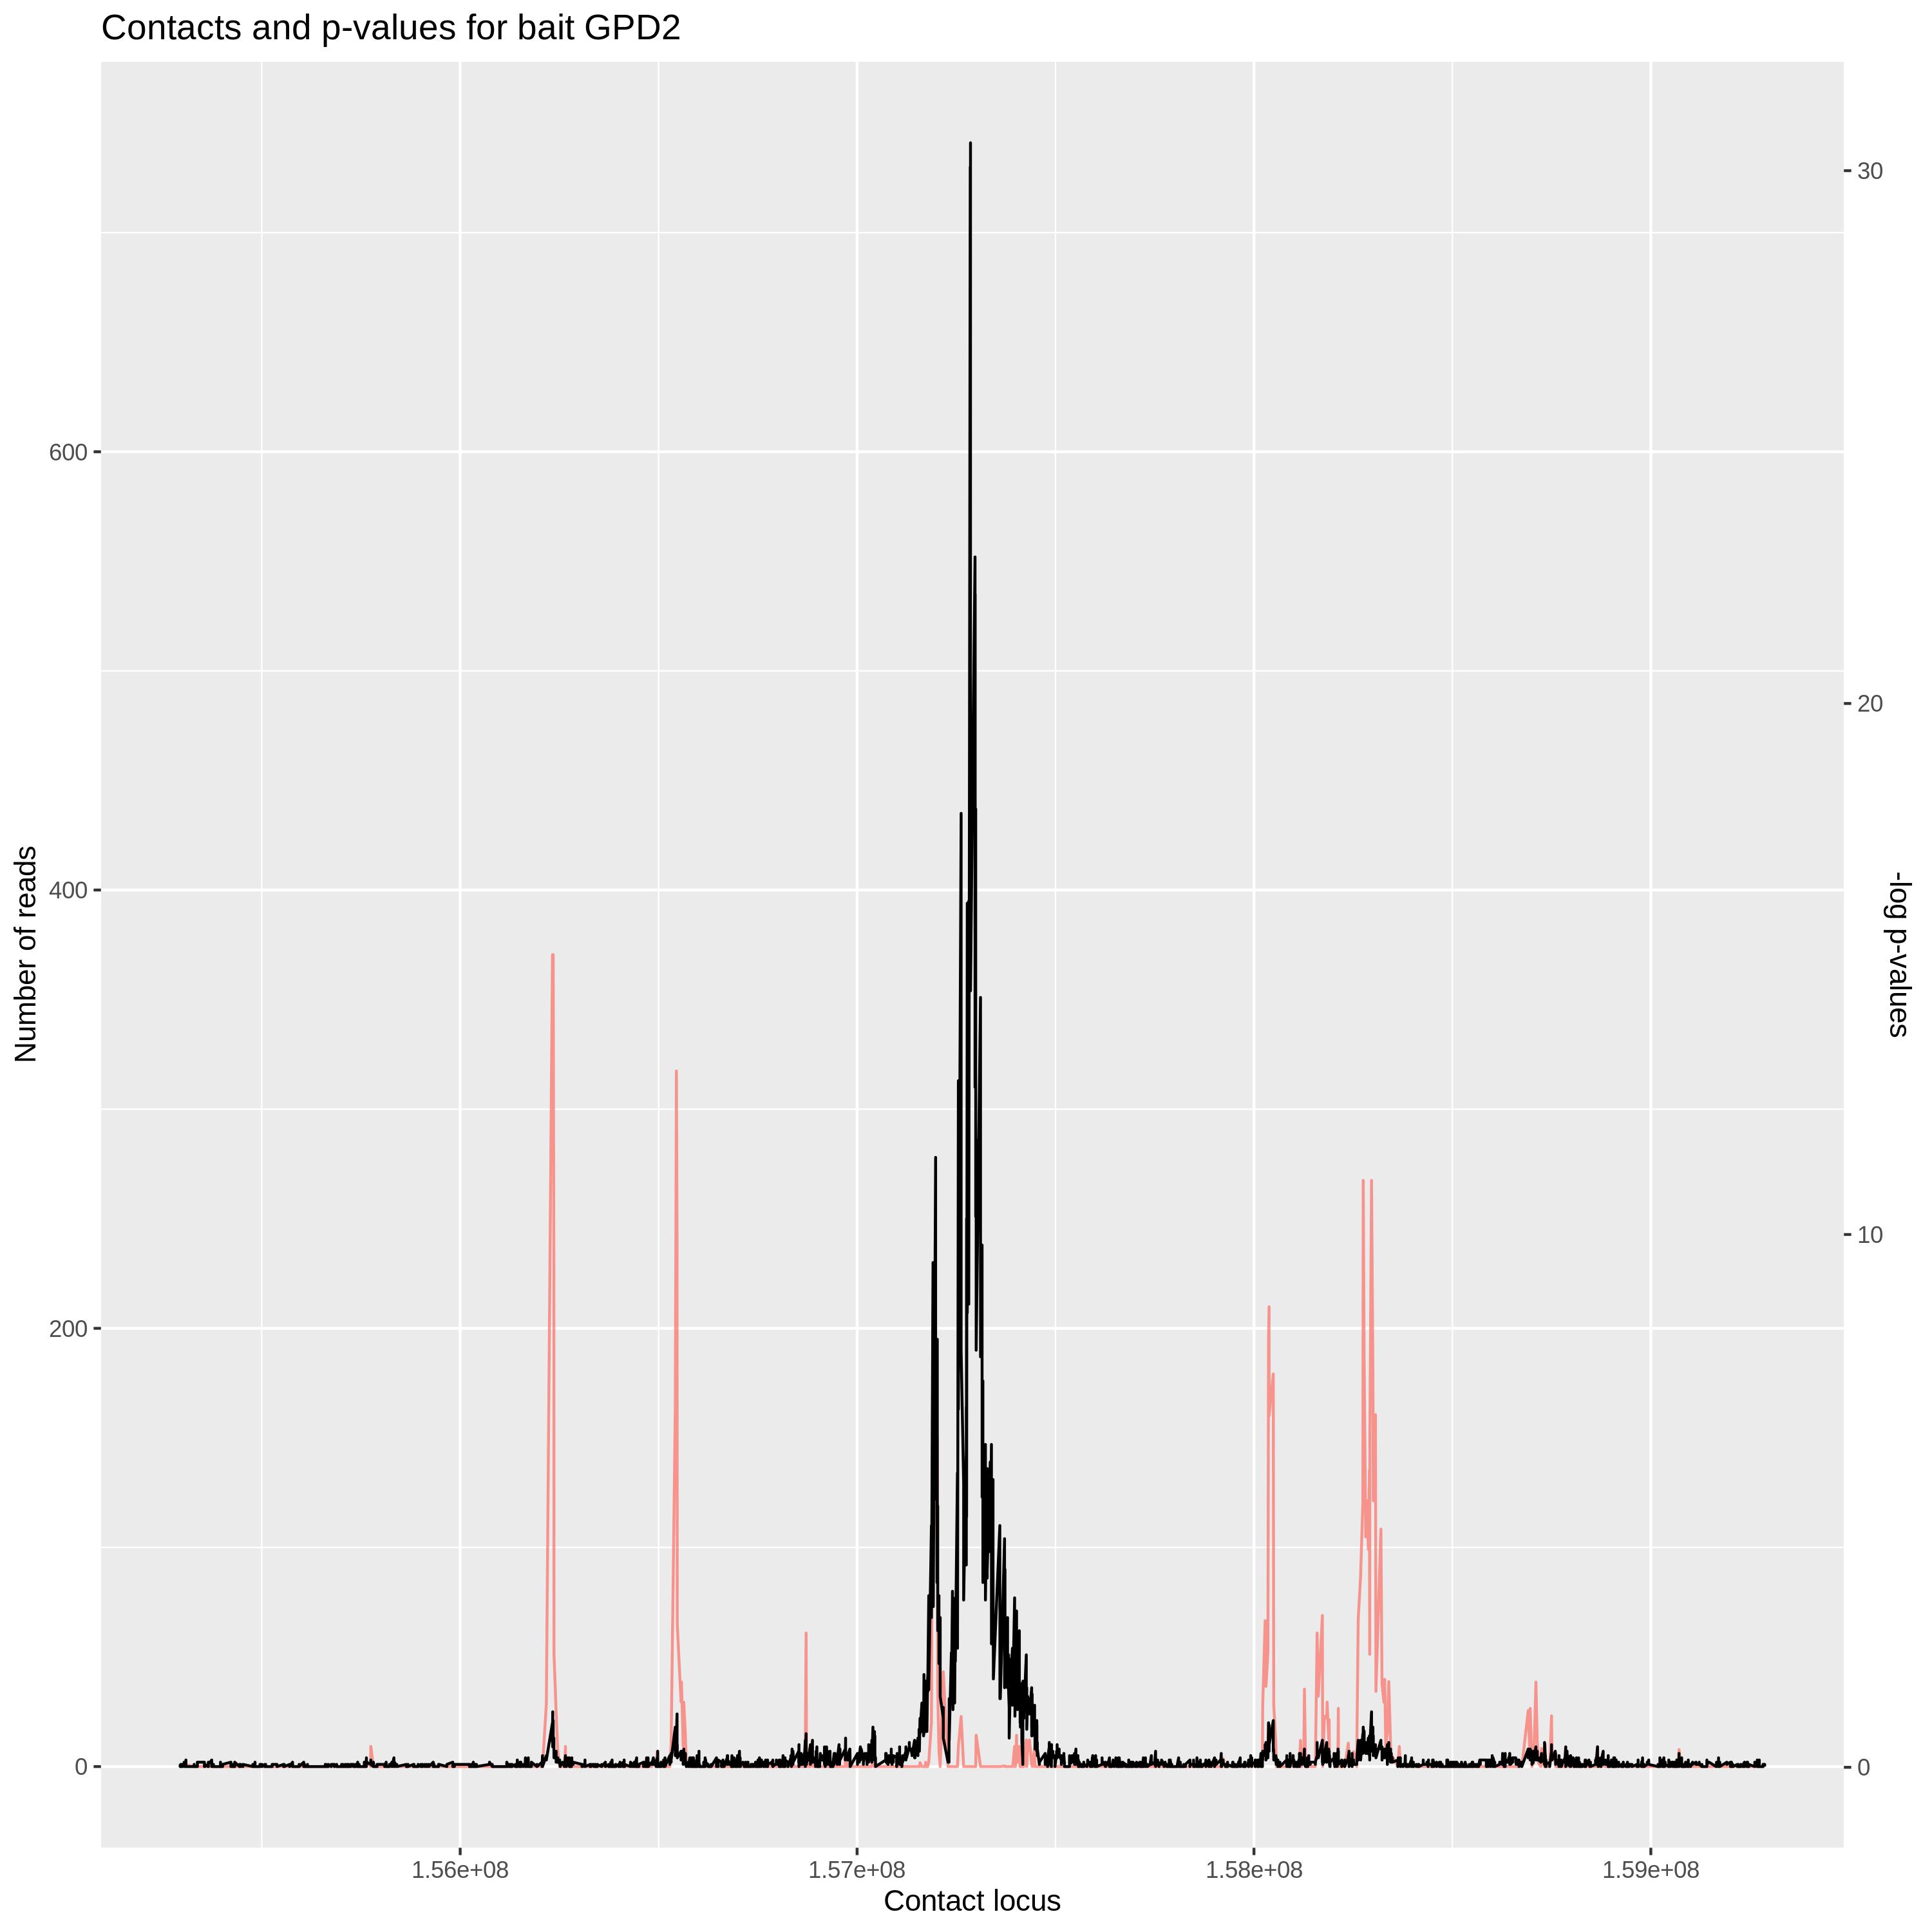 Contacts and p-values for bait GPD2
Number of reads
600
400
200
0
30
20
10
0
-log p-values
1.56e+08
1.57e+08
1.58e+08
1.59e+08
Contact locus